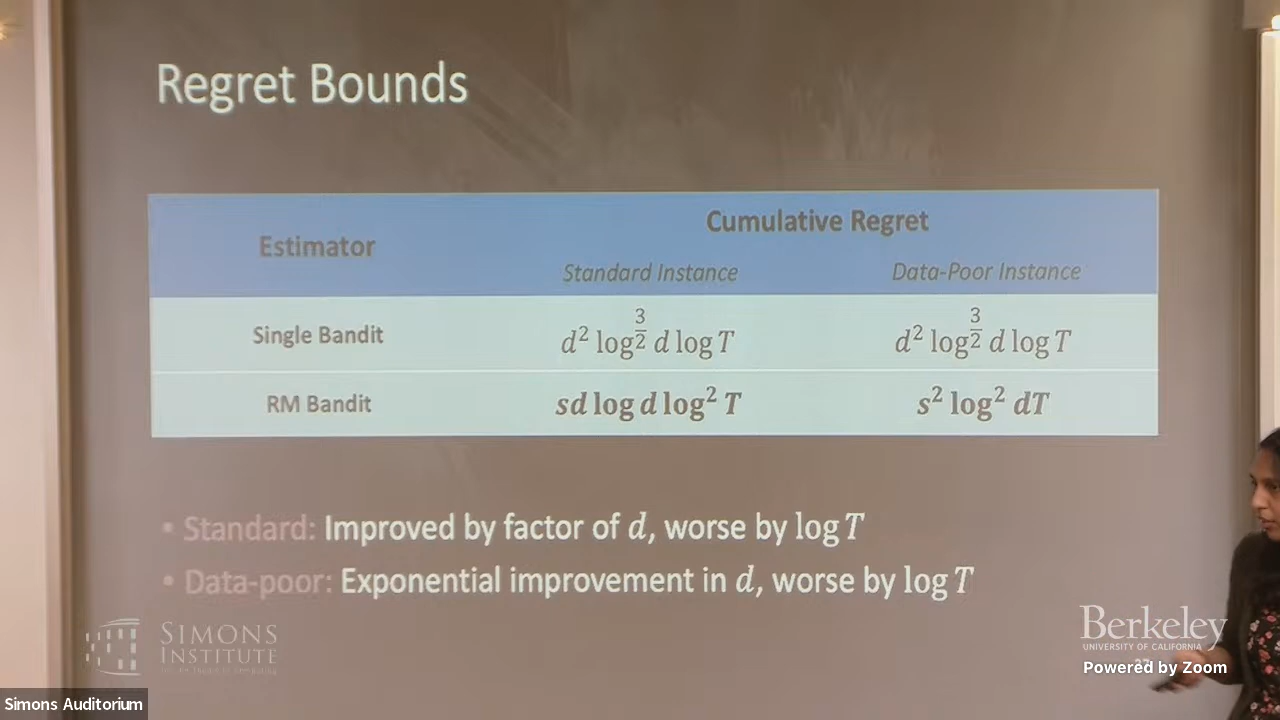 Regret Bounds
Estimator
Cumulative Regret
Standard Instance
Data-Poor Instance
Single Bandit
d² log^{3/2} d log T
d² log^{3/2} d log T
RM Bandit
sd log d log² T
s² log² dT
• Standard: Improved by factor of d, worse by log T
• Data-poor: Exponential improvement in d, worse by log T
SIMONS
INSTITUTE
Berkeley
UNIVERSITY OF CALIFORNIA
Powered by Zoom
Simons Auditorium